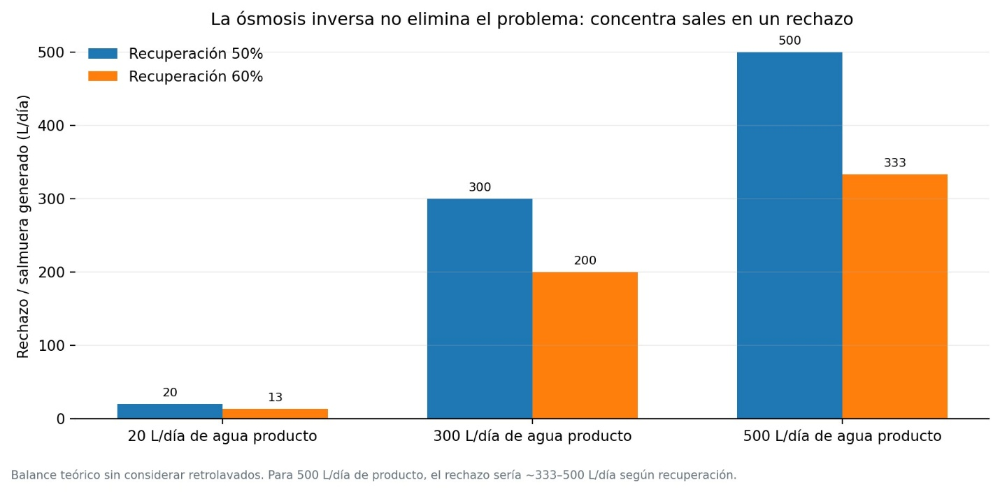 La ósmosis inversa no elimina el problema: concentra sales en un rechazo
Rechazo / salmuera generado (L/día)
500
400
300
200
100
0
Recuperación 50%
Recuperación 60%
20
13
300
200
500
333
20 L/día de agua producto
300 L/día de agua producto
500 L/día de agua producto
Balance teórico sin considerar retrolavados. Para 500 L/día de producto, el rechazo sería ~333–500 L/día según recuperación.